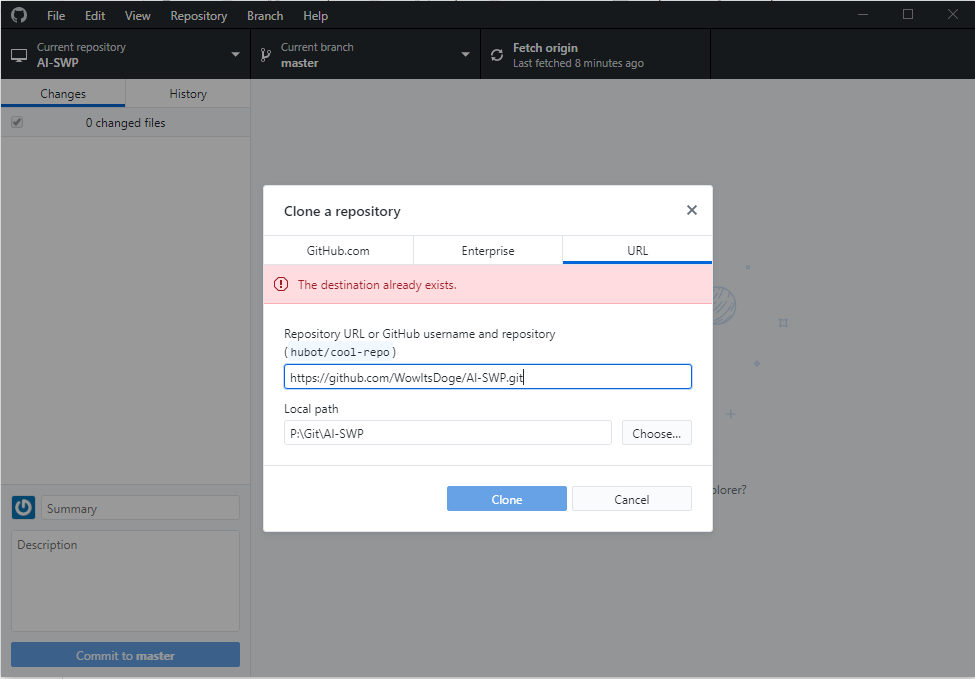 File Edit View Repository Branch Help
Current repository
AI-SWP
Current branch
master
Fetch origin
Last fetched 8 minutes ago
Changes History
0 changed files
Clone a repository
GitHub.com Enterprise URL
The destination already exists.
Repository URL or GitHub username and repository
(hubot/cool-repo)
https://github.com/WowItsDoge/AI-SWP.git
Local path
P:\Git\AI-SWP
Choose...
Clone Cancel
plorer?
Summary
Description
Commit to master